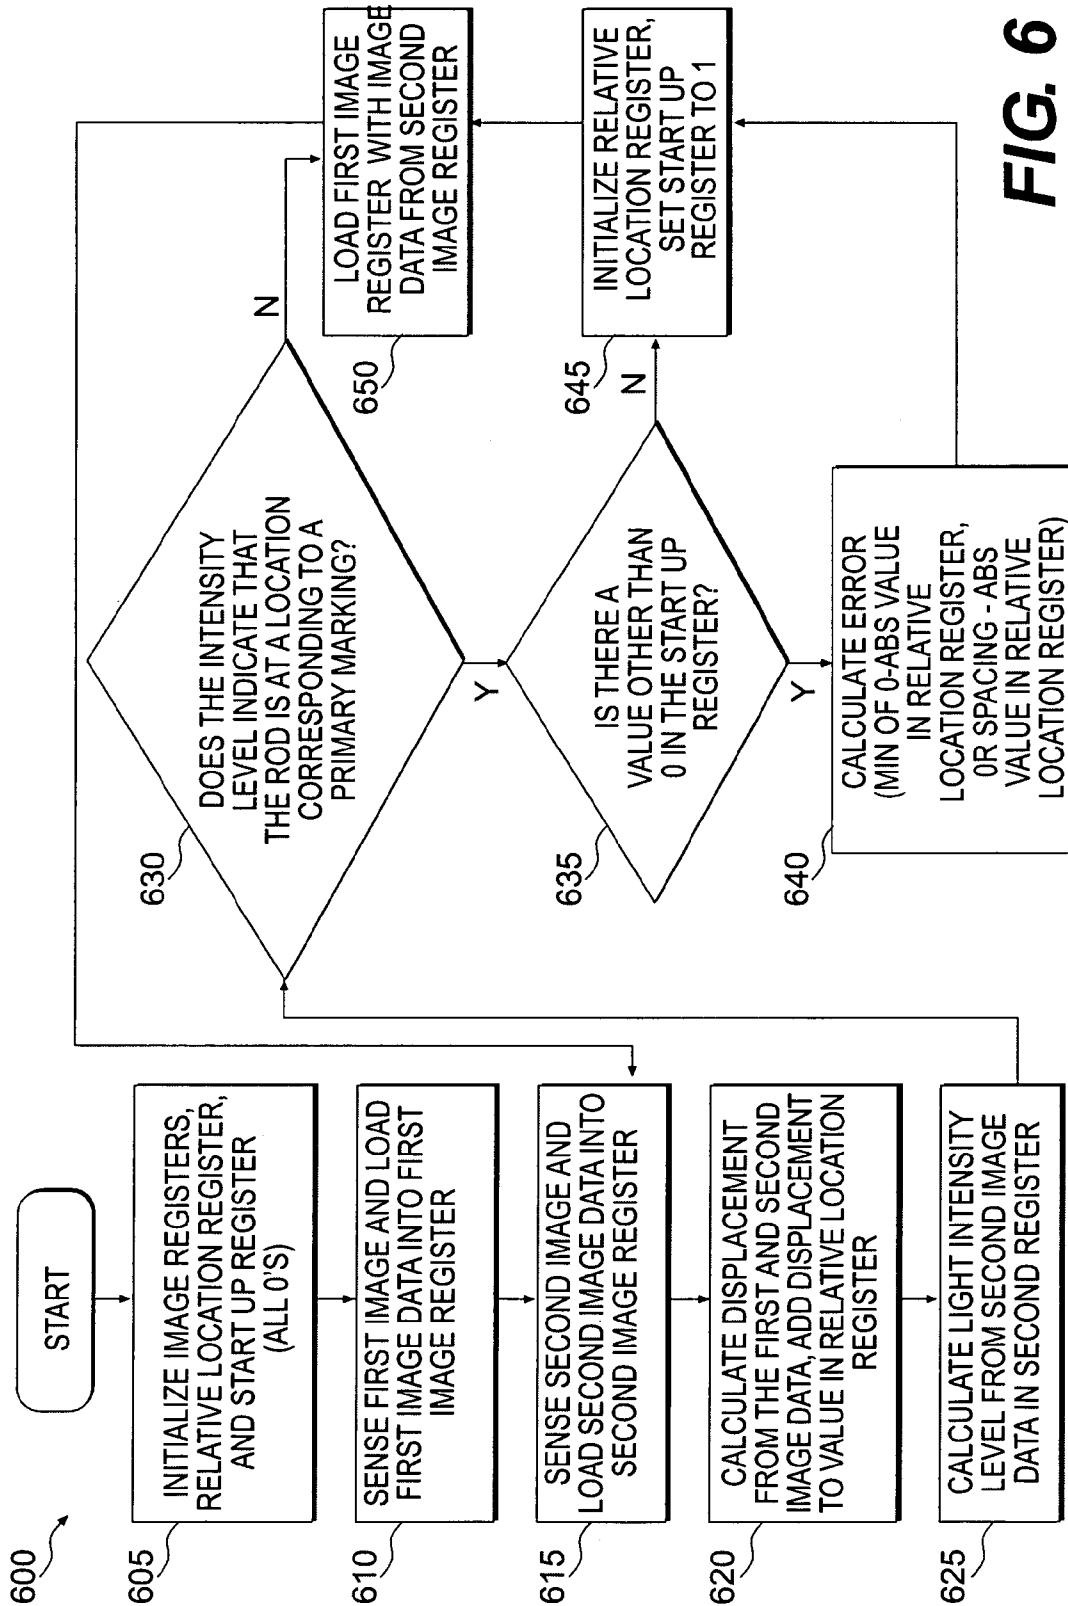 600
START
605
INITIALIZE IMAGE REGISTERS,
RELATIVE LOCATION REGISTER,
AND START UP REGISTER
(ALL 0'S)
610
SENSE FIRST IMAGE AND LOAD
FIRST IMAGE DATA INTO FIRST
IMAGE REGISTER
615
SENSE SECOND IMAGE AND
LOAD SECOND IMAGE DATA INTO
SECOND IMAGE REGISTER
620
CALCULATE DISPLACEMENT
FROM THE FIRST AND SECOND
IMAGE DATA, ADD DISPLACEMENT
TO VALUE IN RELATIVE LOCATION
REGISTER
625
CALCULATE LIGHT INTENSITY
LEVEL FROM SECOND IMAGE
DATA IN SECOND REGISTER
630
DOES THE INTENSITY
LEVEL INDICATE THAT
THE ROD IS AT A LOCATION
CORRESPONDING TO A
PRIMARY MARKING?
N
Y
635
IS THERE A
VALUE OTHER THAN
0 IN THE START UP
REGISTER?
N
Y
640
CALCULATE ERROR
(MIN OF 0-ABS VALUE
IN RELATIVE
LOCATION REGISTER,
0R SPACING - ABS
VALUE IN RELATIVE
LOCATION REGISTER)
645
INITIALIZE RELATIVE
LOCATION REGISTER,
SET START UP
REGISTER TO 1
650
LOAD FIRST IMAGE
REGISTER WITH IMAGE
DATA FROM SECOND
IMAGE REGISTER
FIG. 6